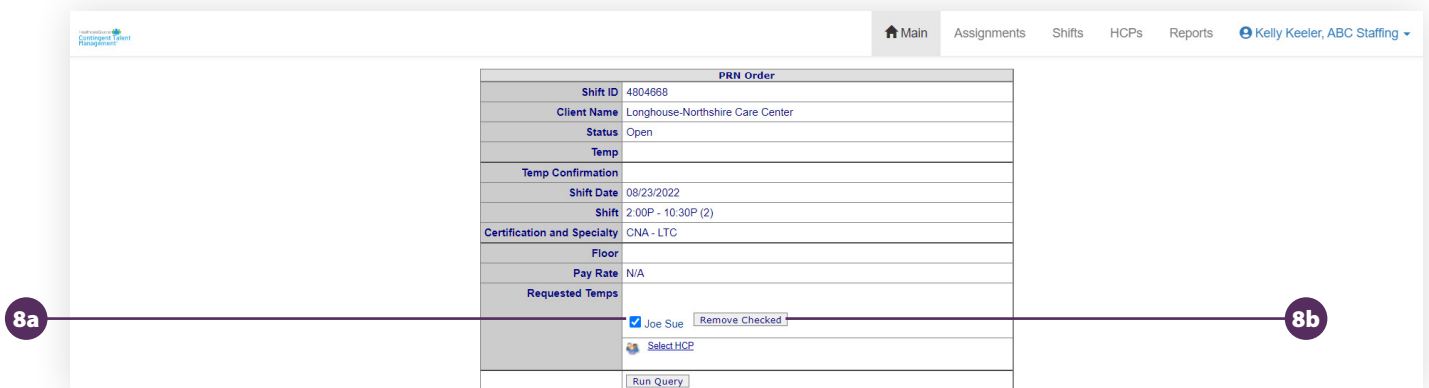 HealthcareSource
Contingent Talent
Management
Main Assignments Shifts HCPs Reports Kelly Keeler, ABC Staffing
PRN Order
Shift ID 4804668
Client Name Longhouse-Northshire Care Center
Status Open
Temp
Temp Confirmation
Shift Date 08/23/2022
Shift 2:00P - 10:30P (2)
Certification and Specialty CNA - LTC
Floor
Pay Rate N/A
Requested Temps
8a Joe Sue Remove Checked 8b
Select HCP
Run Query